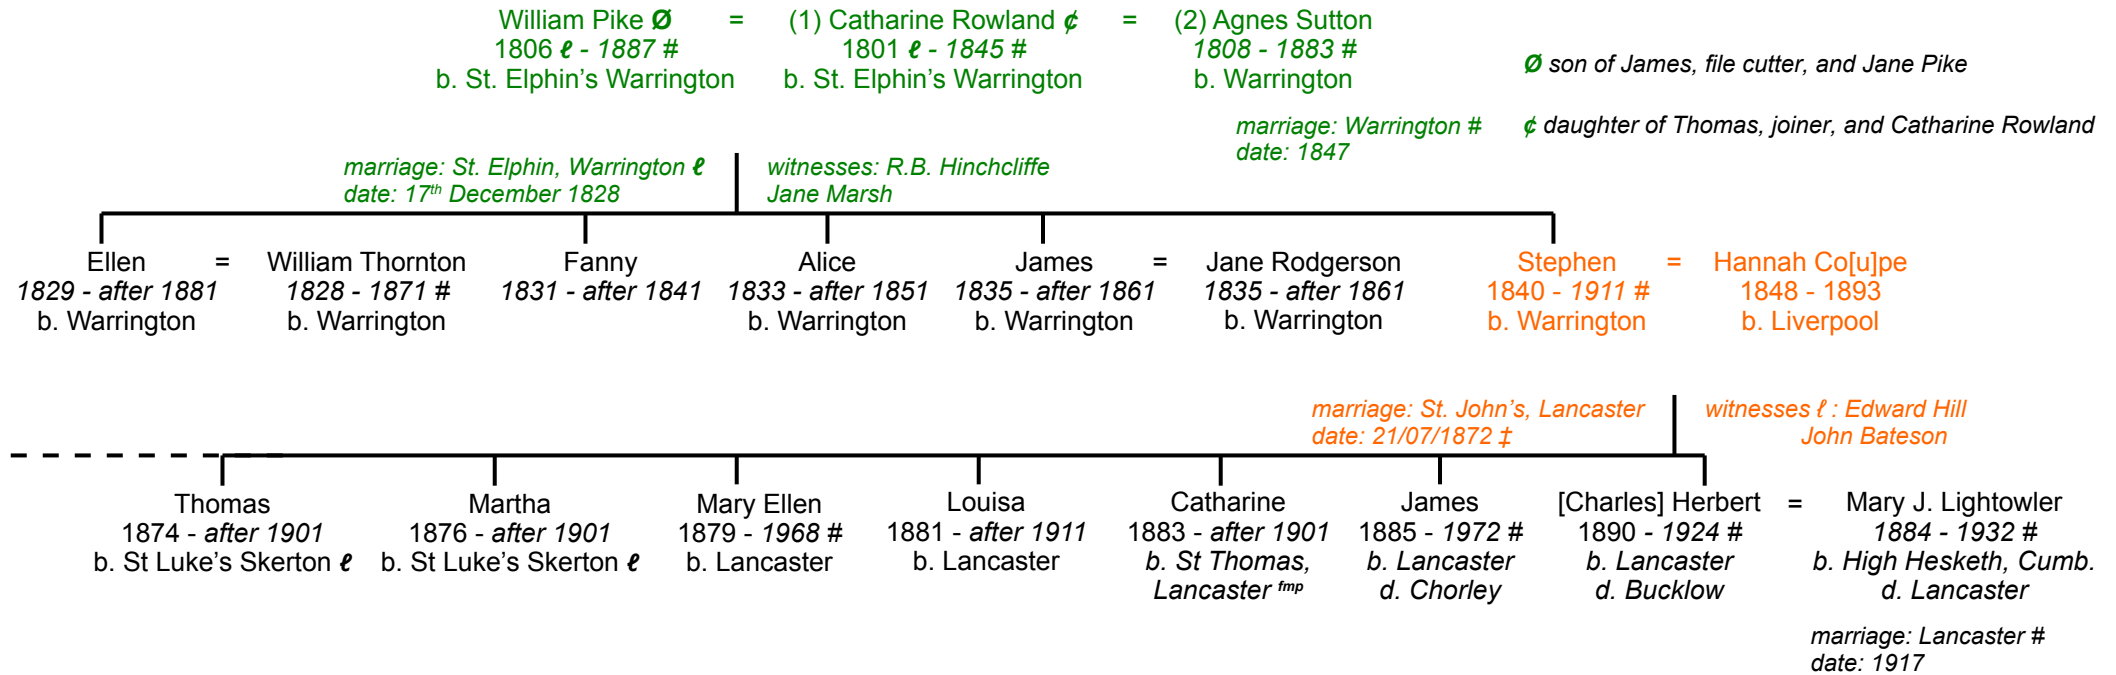 William Pike Ø = (1) Catharine Rowland ¢ = (2) Agnes Sutton
1806 ℓ - 1887 # 1801 ℓ - 1845 # 1808 - 1883 #
b. St. Elphin's Warrington b. St. Elphin's Warrington b. Warrington
Ø son of James, file cutter, and Jane Pike
marriage: Warrington # ¢ daughter of Thomas, joiner, and Catharine Rowland
date: 1847
marriage: St. Elphin, Warrington ℓ witnesses: R.B. Hinchcliffe
date: 17th December 1828 Jane Marsh
Ellen = William Thornton Fanny Alice James = Jane Rodgerson Stephen = Hannah Co[u]pe
1829 - after 1881 1828 - 1871 # 1831 - after 1841 1833 - after 1851 1835 - after 1861 1835 - after 1861 1840 - 1911 # 1848 - 1893
b. Warrington b. Warrington b. Warrington b. Warrington b. Warrington b. Warrington b. Liverpool
marriage: St. John's, Lancaster witnesses ℓ : Edward Hill
date: 21/07/1872 ‡ John Bateson
Thomas Martha Mary Ellen Louisa Catharine James [Charles] Herbert = Mary J. Lightowler
1874 - after 1901 1876 - after 1901 1879 - 1968 # 1881 - after 1911 1883 - after 1901 1885 - 1972 # 1890 - 1924 # 1884 - 1932 #
b. St Luke's Skerton ℓ b. St Luke's Skerton ℓ b. Lancaster b. Lancaster b. St Thomas, b. Lancaster b. Lancaster b. High Hesketh, Cumb.
Lancaster fmp d. Chorley d. Bucklow d. Lancaster
marriage: Lancaster #
date: 1917